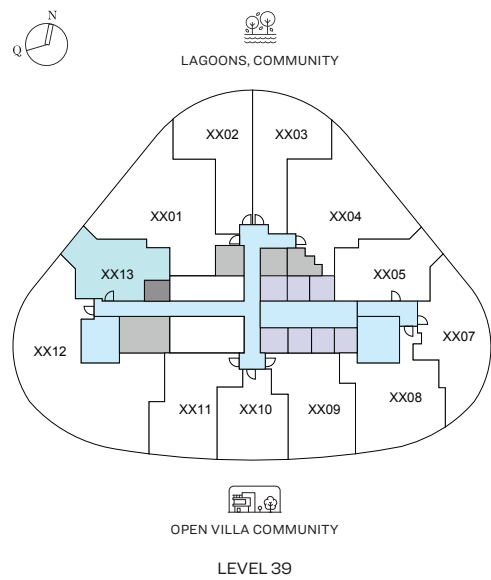 N
Q
LAGOONS, COMMUNITY
XX02
XX03
XX01
XX04
XX13
XX05
XX12
XX07
XX08
XX11
XX10
XX09
OPEN VILLA COMMUNITY
LEVEL 39